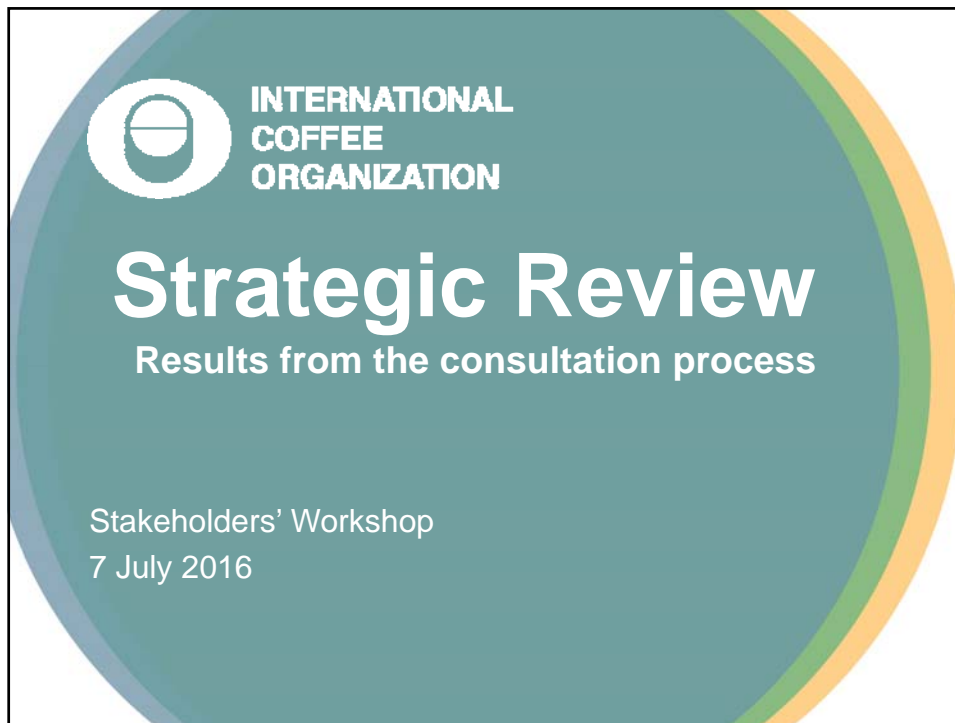 INTERNATIONAL
COFFEE
ORGANIZATION
Strategic Review
Results from the consultation process
Stakeholders’ Workshop
7 July 2016